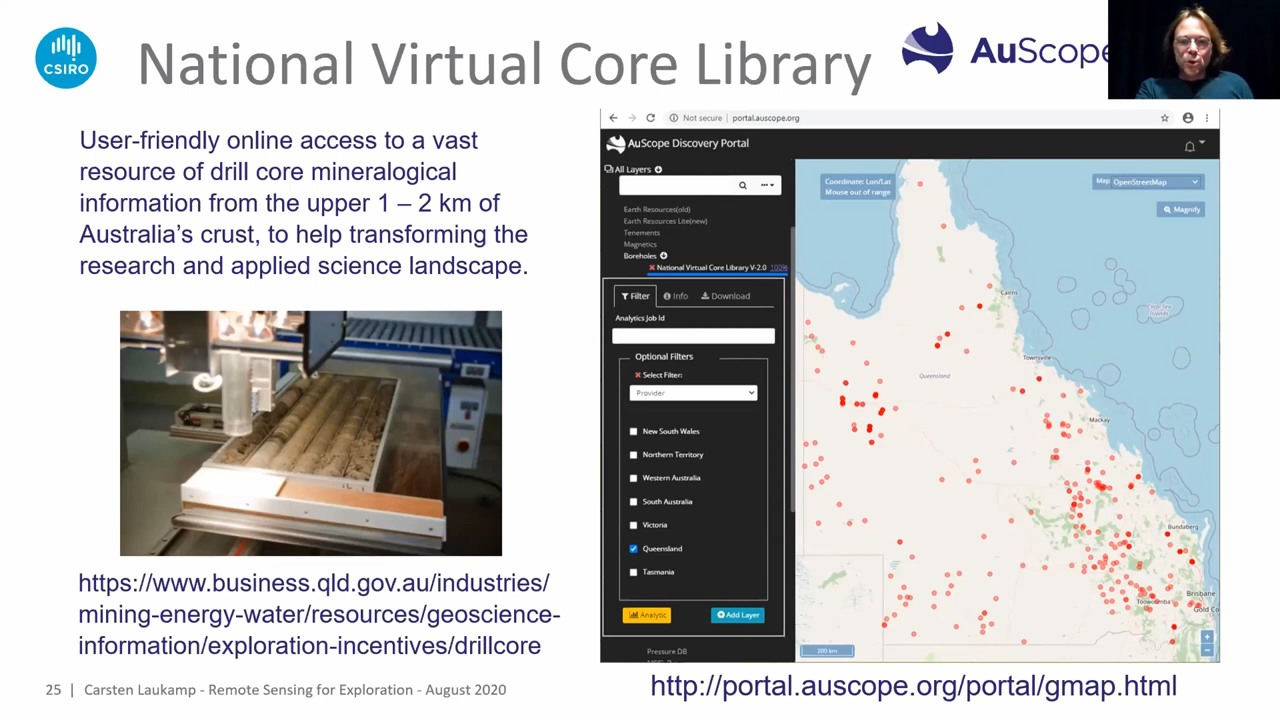 CSIRO
National Virtual Core Library
AuScope
User-friendly online access to a vast
resource of drill core mineralogical
information from the upper 1 – 2 km of
Australia's crust, to help transforming the
research and applied science landscape.
https://www.business.qld.gov.au/industries/
mining-energy-water/resources/geoscience-
information/exploration-incentives/drillcore
Not secure | portal.auscope.org
AuScope Discovery Portal
All Layers
Earth Resources(old)
Earth Resources Lite(new)
Tenements
Magnetics
Boreholes
National Virtual Core Library V-2.0 100%
Filter Info Download
Analytics Job Id
Optional Filters
Select Filter:
Provider
New South Wales
Northern Territory
Western Australia
South Australia
Victoria
Queensland
Tasmania
Analytic Add Layer
Pressure DB
Coordinate: Lon/Lat
Mouse out of range
Map: OpenStreetMap
Magnify
Cairns
Coral Sea
Islands
Townsville
Queensland
Mackay
Bundaberg
Brisbane
Toowoomba
Gold Co
200 km
http://portal.auscope.org/portal/gmap.html
25 | Carsten Laukamp - Remote Sensing for Exploration - August 2020